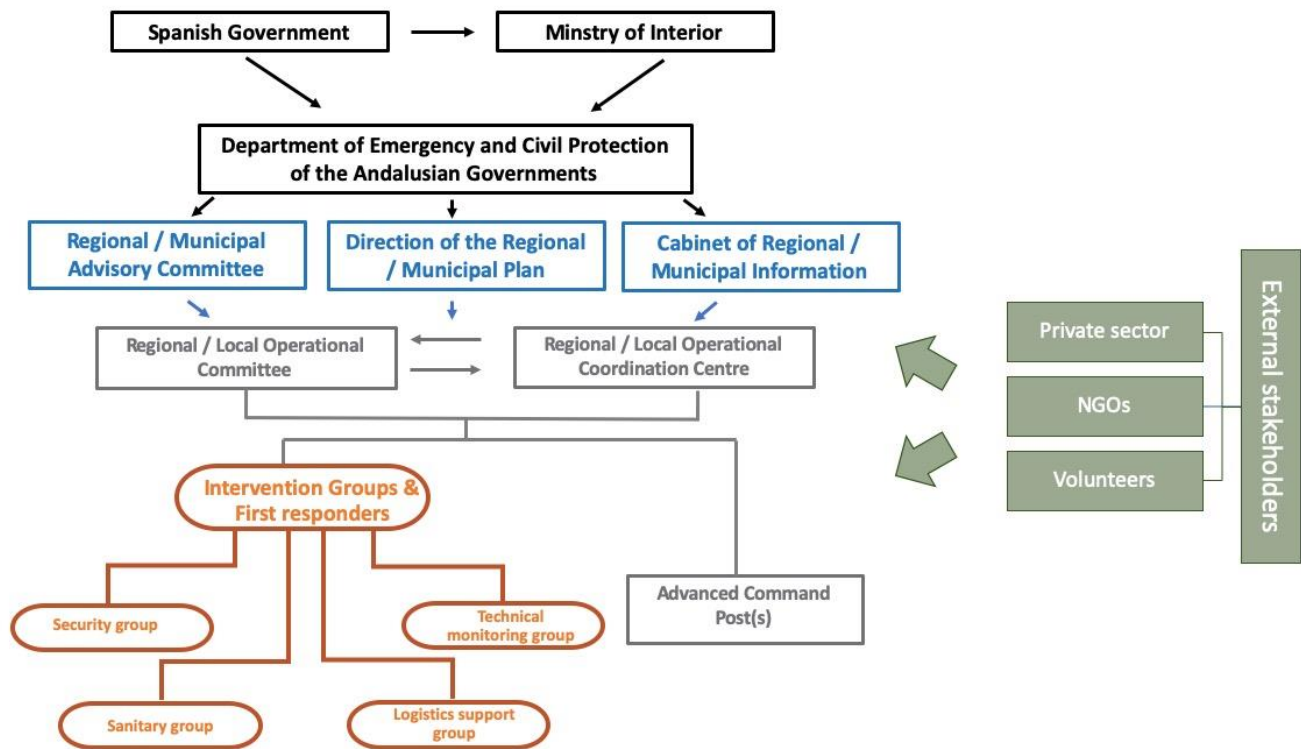 Spanish Government
Minstry of Interior
Department of Emergency and Civil Protection
of the Andalusian Governments
Regional / Municipal
Advisory Committee
Direction of the Regional
/ Municipal Plan
Cabinet of Regional /
Municipal Information
Regional / Local Operational
Committee
Regional / Local Operational
Coordination Centre
Private sector
NGOs
Volunteers
External stakeholders
Intervention Groups &
First responders
Security group
Technical
monitoring group
Advanced Command
Post(s)
Sanitary group
Logistics support
group